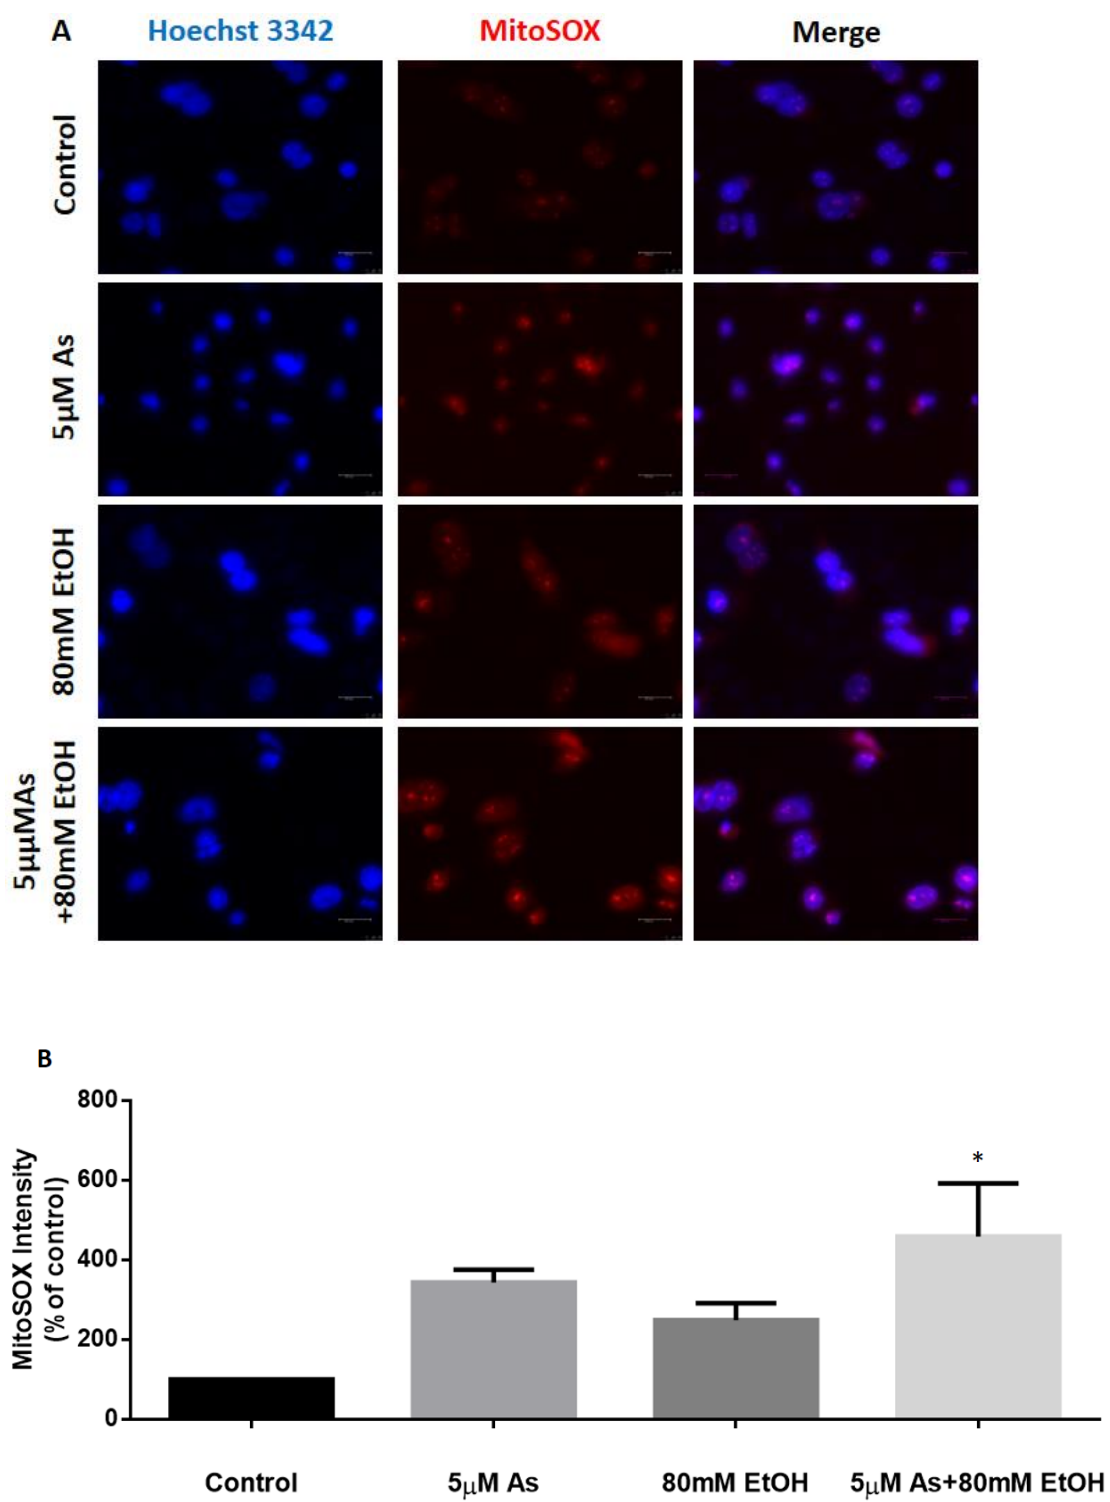 A
Hoechst 3342
MitoSOX
Merge
Control
5µM As
80mM EtOH
5µµMAs
+80mM EtOH
B
MitoSOX Intensity
(% of control)
800
600
400
200
0
*
Control
5µM As
80mM EtOH
5µM As+80mM EtOH